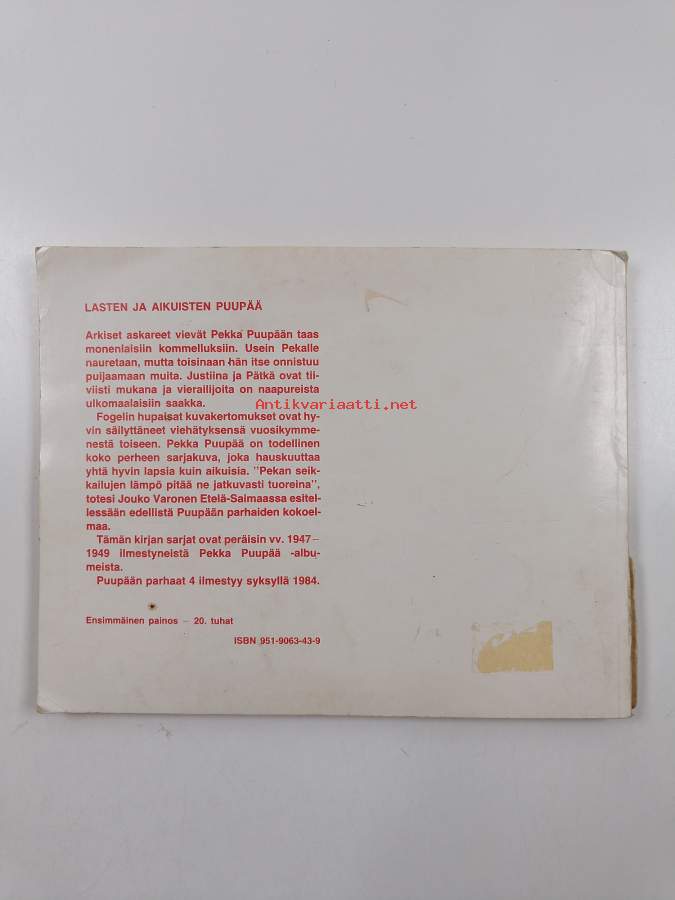 LASTEN JA AIKUISTEN PUUPÄÄ
Arkiset askareet vievät Pekka Puupään taas
monenlaisiin kommelluksiin. Usein Pekalle
nauretaan, mutta toisinaan hän itse onnistuu
puijaamaan muita. Justiina ja Pätkä ovat tii-
viisti mukana ja vierailijoita on naapureista
ulkomaalaisiin saakka.
Antikvariaatti.net
Fogelin hupaisat kuvakertomukset ovat hy-
vin säilyttäneet viehätyksensä vuosikymme-
nestä toiseen. Pekka Puupää on todellinen
koko perheen sarjakuva, joka hauskuuttaa
yhtä hyvin lapsia kuin aikuisia. "Pekan seik-
kailujen lämpö pitää ne jatkuvasti tuoreina",
totesi Jouko Varonen Etelä-Saimaassa esitel-
lessään edellistä Puupään parhaiden kokoel-
maa.
Tämän kirjan sarjat ovat peräisin vv. 1947–
1949 ilmestyneistä Pekka Puupää -albu-
meista.
Puupään parhaat 4 ilmestyy syksyllä 1984.
Ensimmäinen painos – 20. tuhat
ISBN 951-9063-43-9